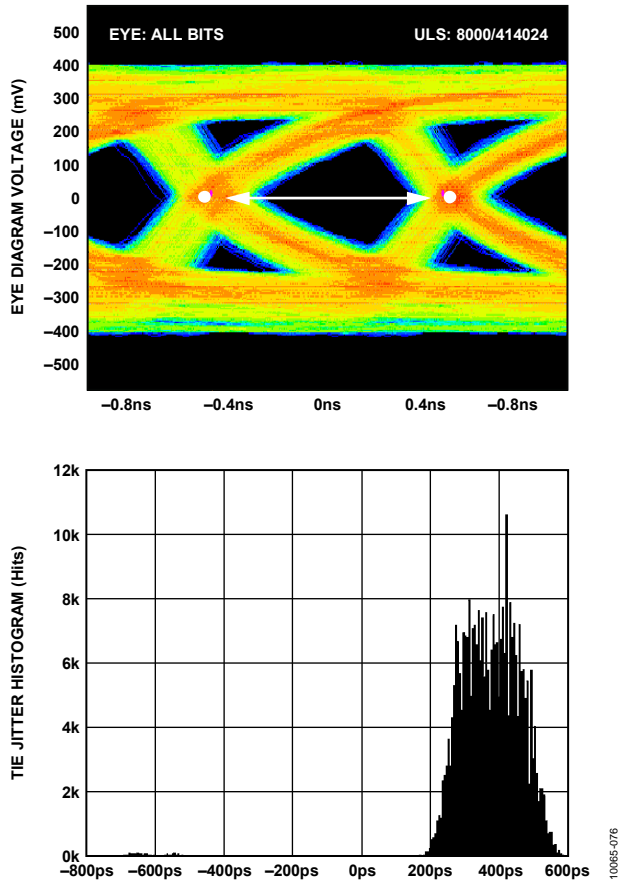 EYE: ALL BITS ULS: 8000/414024
EYE DIAGRAM VOLTAGE (mV)
500
400
300
200
100
0
–100
–200
–300
–400
–500
–0.8ns –0.4ns 0ns 0.4ns –0.8ns
TIE JITTER HISTOGRAM (Hits)
12k
10k
8k
6k
4k
2k
0k
–800ps –600ps –400ps –200ps 0ps 200ps 400ps 600ps
10065-076